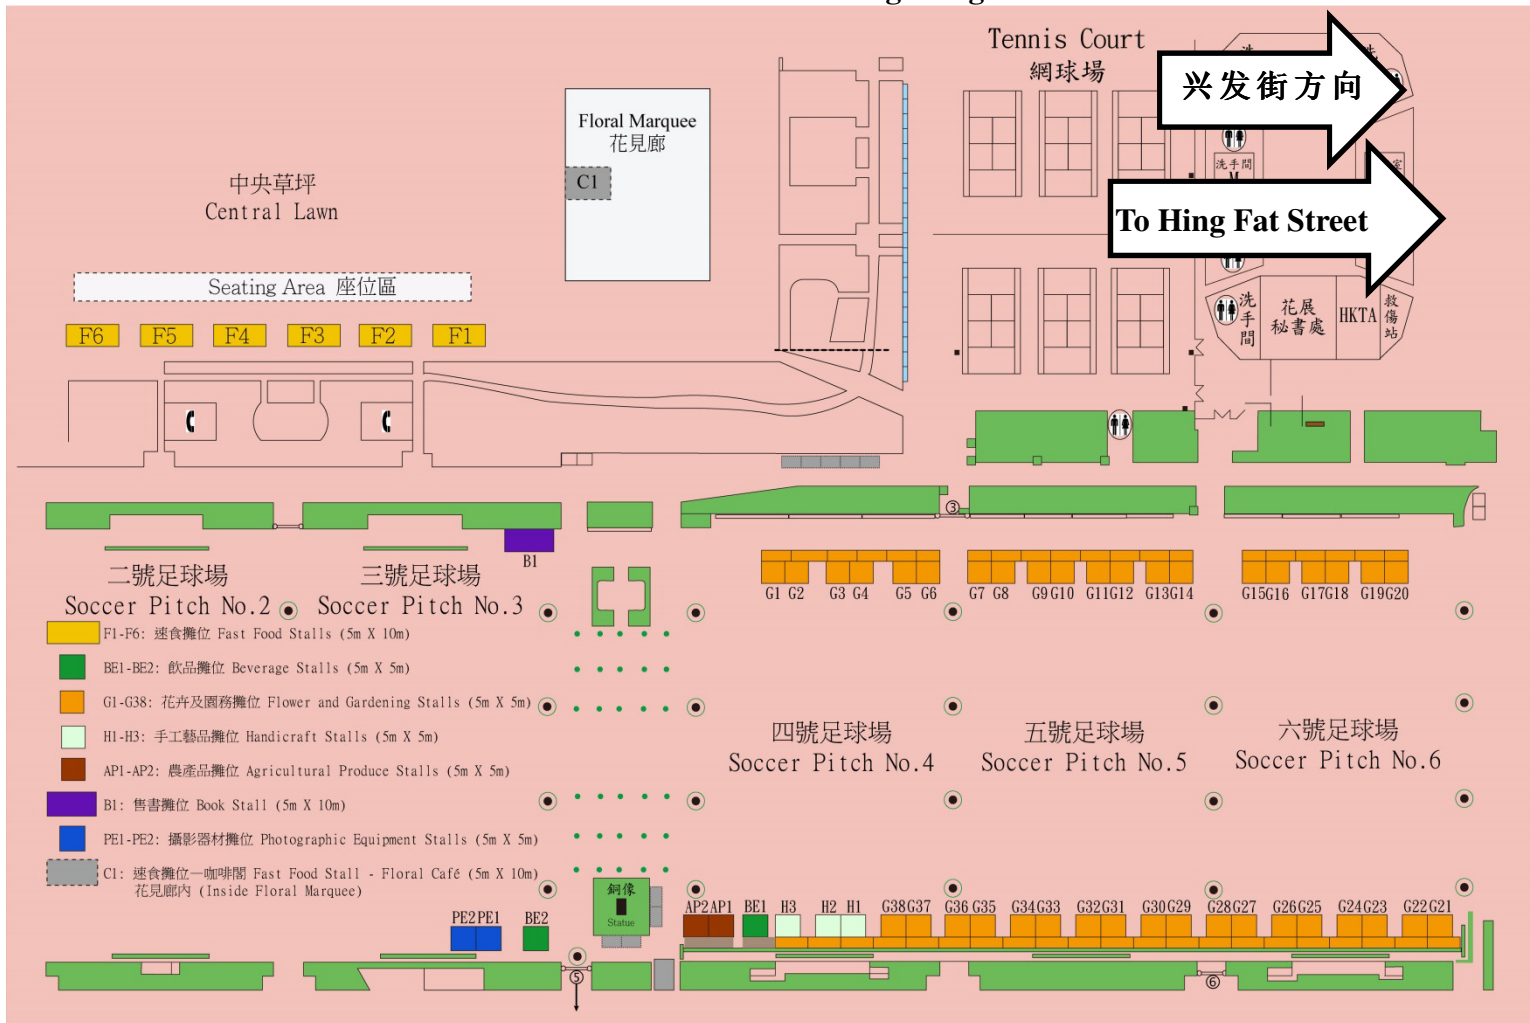 Tennis Court
網球場
兴发街方向
To Hing Fat Street
洗手間
M
Floral Marquee
花見廊
C1
中央草坪
Central Lawn
Seating Area 座位區
F6 F5 F4 F3 F2 F1
洗手間
花展
秘書處
HKTA
救傷站
③
B1
二號足球場
Soccer Pitch No.2
三號足球場
Soccer Pitch No.3
G1 G2 G3 G4 G5 G6 G7 G8 G9 G10 G11 G12 G13 G14 G15 G16 G17 G18 G19 G20
F1-F6: 速食攤位 Fast Food Stalls (5m X 10m)
BE1-BE2: 飲品攤位 Beverage Stalls (5m X 5m)
G1-G38: 花卉及園務攤位 Flower and Gardening Stalls (5m X 5m)
H1-H3: 手工藝品攤位 Handicraft Stalls (5m X 5m)
AP1-AP2: 農產品攤位 Agricultural Produce Stalls (5m X 5m)
B1: 售書攤位 Book Stall (5m X 10m)
PE1-PE2: 攝影器材攤位 Photographic Equipment Stalls (5m X 5m)
C1: 速食攤位—咖啡閣 Fast Food Stall - Floral Café (5m X 10m)
花見廊內 (Inside Floral Marquee)
四號足球場
Soccer Pitch No.4
五號足球場
Soccer Pitch No.5
六號足球場
Soccer Pitch No.6
銅像
Statue
PE2 PE1 BE2
AP2 AP1 BE1 H3 H2 H1 G38 G37 G36 G35 G34 G33 G32 G31 G30 G29 G28 G27 G26 G25 G24 G23 G22 G21
⑤
⑥